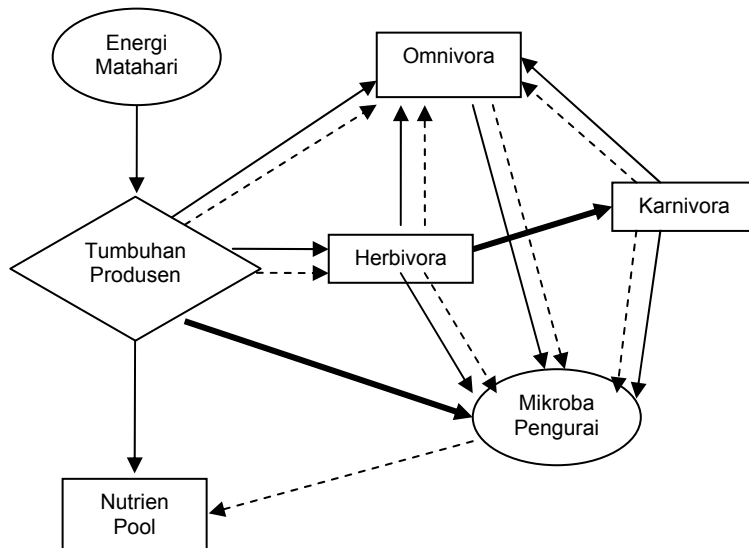 Energi
Matahari
Omnivora
Karnivora
Tumbuhan
Produsen
Herbivora
Mikroba
Pengurai
Nutrien
Pool